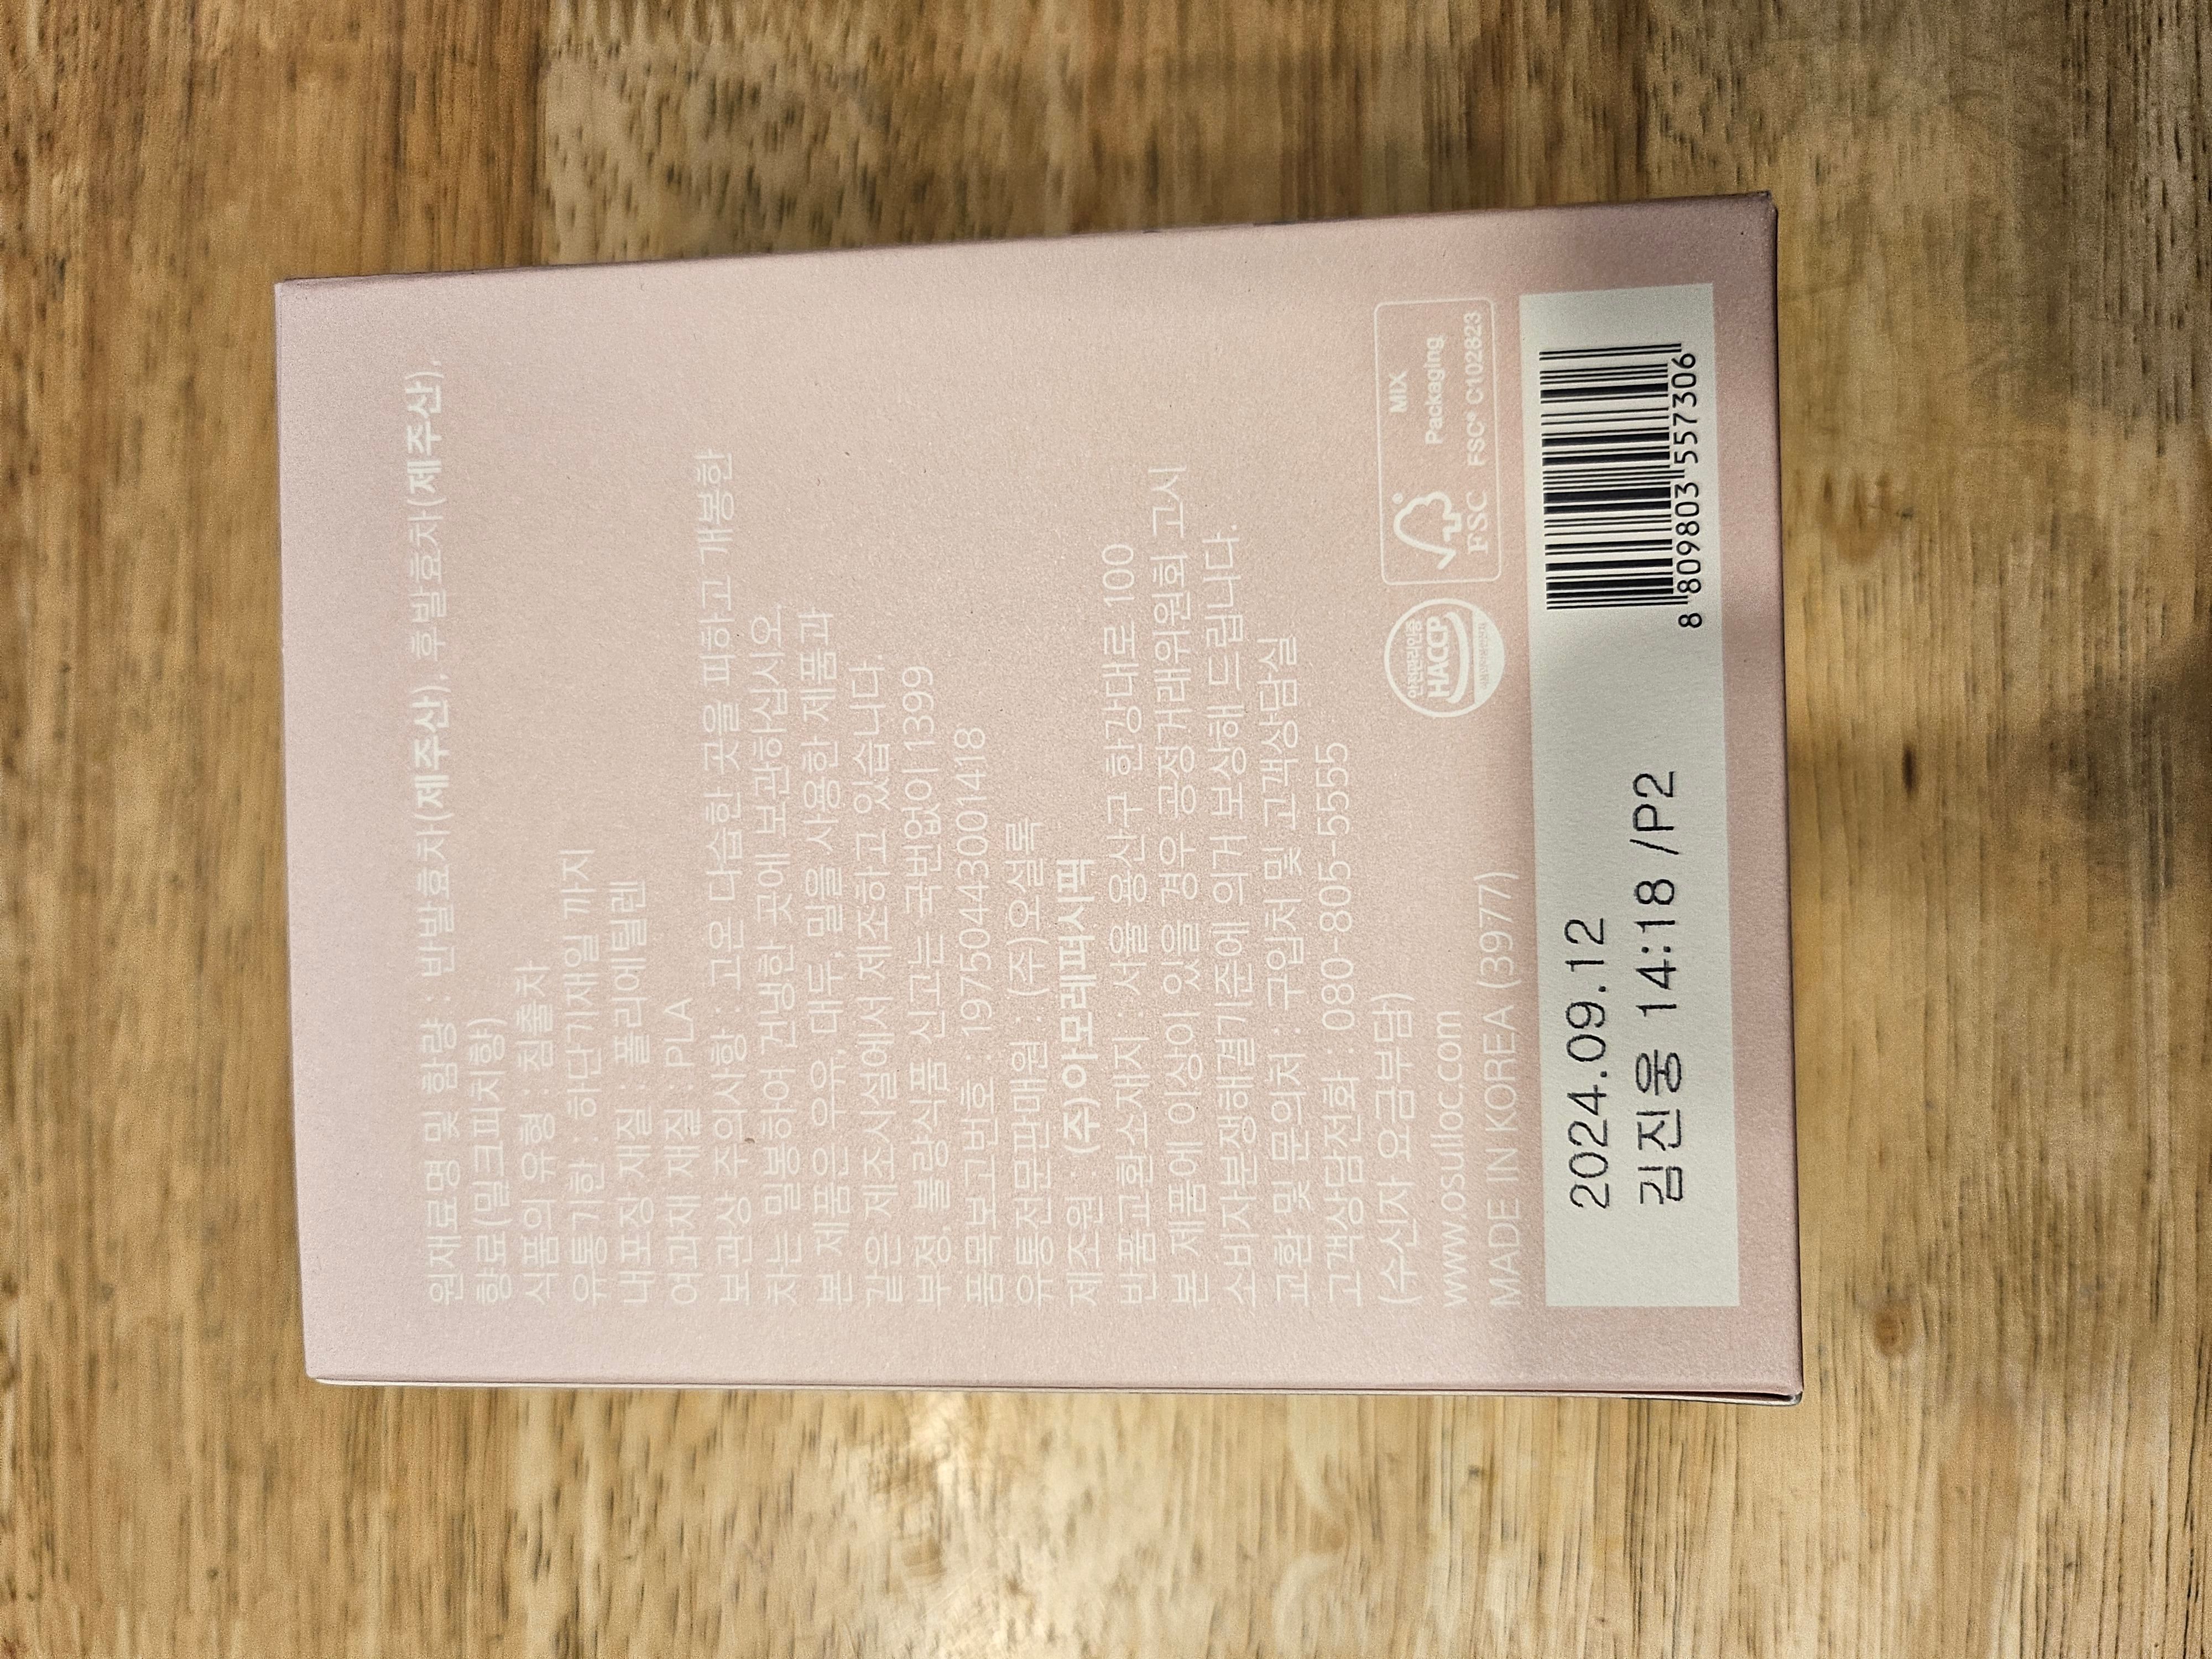 원재료명 및 함량 : 반발효차(제주산), 후발효차(제주산),
향료(밀크피치향)
식품의 유형 : 침출차
유통기한 : 하단기재일 까지
내포장 재질 : 폴리에틸렌
여과재 재질 : PLA
보관상 주의사항 : 고온 다습한 곳을 피하고 개봉한
차는 밀봉하여 건냉한 곳에 보관하십시오.
본 제품은 우유, 대두, 밀을 사용한 제품과
같은 제조시설에서 제조하고 있습니다.
부정, 불량식품 신고는 국번없이 1399
품목보고번호 : 19750443001418
유통전문판매원 : (주)오설록
제조원 : (주)아모레퍼시픽
반품교환 소재지 : 서울 용산구 한강대로 100
본 제품에 이상이 있을 경우 공정거래위원회 고시
소비자분쟁해결기준에 의거 보상해 드립니다.
교환 및 문의처 : 구입처 및 고객상담실
고객상담전화 : 080-805-5555
(수신자 요금부담)
www.osulloc.com
MADE IN KOREA (3977)
안전관리인증
HACCP
MIX
Packaging
FSC
FSC® C102823
2024.09.12
김진웅 14:18 /P2
8 809803 557306